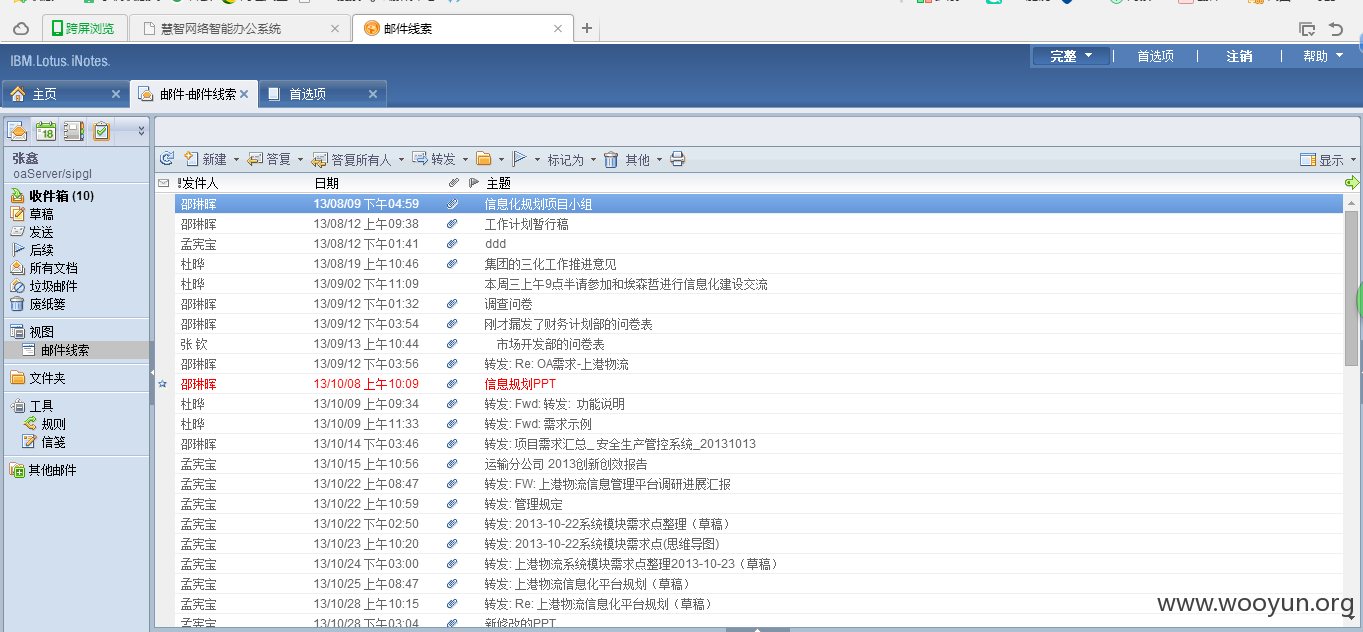 跨屏浏览 慧智网络智能办公系统 邮件线索
IBM.Lotus. iNotes.
完整 首选项 注销 帮助
主页 邮件-邮件线索 首选项
18
张鑫
oaServer/sipgl
收件箱 (10)
草稿
发送
后续
所有文档
垃圾邮件
废纸篓
视图
邮件线索
文件夹
工具
规则
信笺
其他邮件
新建 答复 答复所有人 转发 标记为 其他 显示
!发件人 日期 主题
邵琳晖 13/08/09 下午04:59 信息化规划项目小组
邵琳晖 13/08/12 上午09:38 工作计划暂行稿
孟宪宝 13/08/12 下午01:41 ddd
杜晔 13/08/19 上午10:46 集团的三化工作推进意见
杜晔 13/09/02 下午11:09 本周三上午9点半请参加和埃森哲进行信息化建设交流
邵琳晖 13/09/12 下午01:32 调查问卷
邵琳晖 13/09/12 下午03:54 刚才漏发了财务计划部的问卷表
张 钦 13/09/13 上午10:44 市场开发部的问卷表
邵琳晖 13/09/12 下午03:56 转发: Re: OA需求-上港物流
邵琳晖 13/10/08 上午10:09 信息规划PPT
杜晔 13/10/09 上午09:34 转发: Fwd: 转发: 功能说明
杜晔 13/10/09 上午11:33 转发: Fwd: 需求示例
邵琳晖 13/10/14 下午03:46 转发: 项目需求汇总_安全生产管控系统_20131013
孟宪宝 13/10/15 上午10:56 运输分公司 2013创新创效报告
孟宪宝 13/10/22 上午08:47 转发: FW: 上港物流信息管理平台调研进展汇报
孟宪宝 13/10/22 上午10:59 转发: 管理规定
孟宪宝 13/10/22 下午02:50 转发: 2013-10-22系统模块需求点整理（草稿）
孟宪宝 13/10/23 上午10:20 转发: 2013-10-22系统模块需求点(思维导图)
孟宪宝 13/10/24 下午03:00 转发: 上港物流系统模块需求点整理2013-10-23（草稿）
孟宪宝 13/10/25 上午08:47 转发: 上港物流信息化平台规划（草稿）
孟宪宝 13/10/28 上午10:15 转发: Re: 上港物流信息化平台规划（草稿）
孟宪宝 13/10/28 下午03:04 新修改的PPT
www.wooyun.org